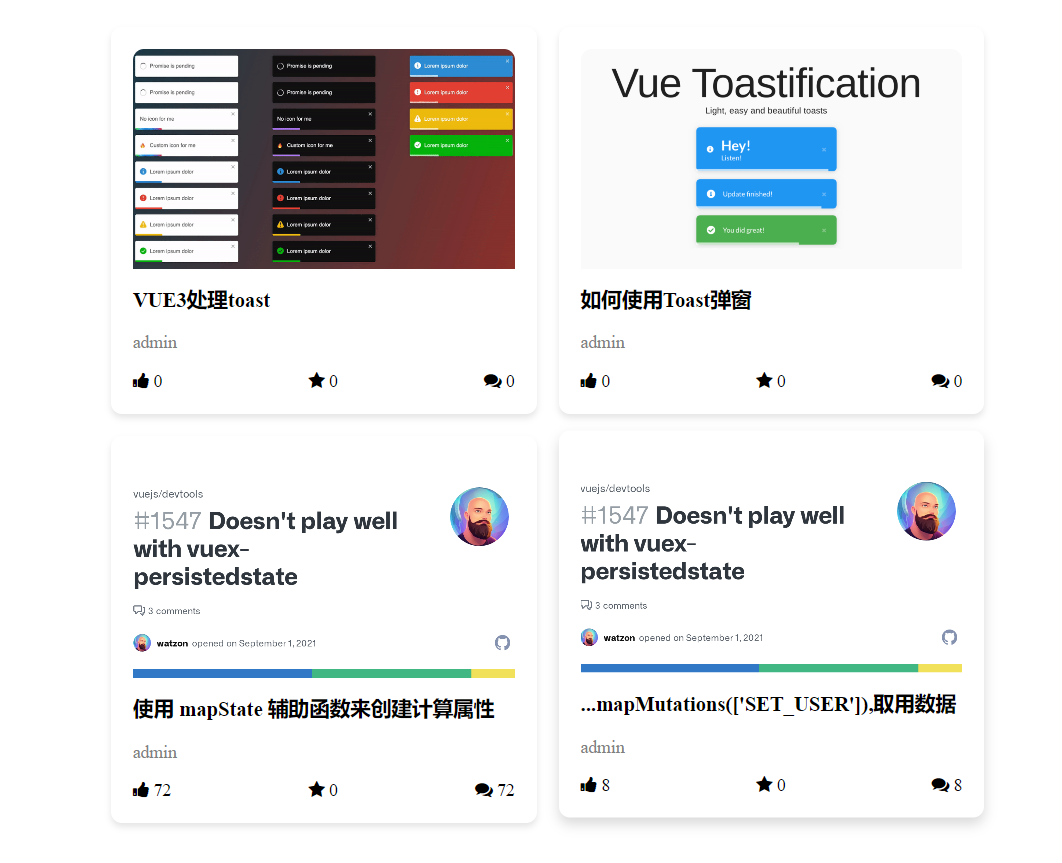 Promise is pending
Promise is pending
Lorem ipsum dolor
Promise is pending
Promise is pending
Lorem ipsum dolor
No icon for me
No icon for me
Lorem ipsum dolor
Custom icon for me
Custom icon for me
Lorem ipsum dolor
Lorem ipsum dolor
Lorem ipsum dolor
Lorem ipsum dolor
Lorem ipsum dolor
Lorem ipsum dolor
Lorem ipsum dolor
Lorem ipsum dolor
Lorem ipsum dolor
VUE3处理toast
admin
0 0 0
Vue Toastification
Light, easy and beautiful toasts
Hey!
Listen!
Update finished!
You did great!
如何使用Toast弹窗
admin
0 0 0
vuejs/devtools
#1547 Doesn't play well
with vuex-
persistedstate
3 comments
watzon opened on September 1, 2021
使用 mapState 辅助函数来创建计算属性
admin
72 0 72
vuejs/devtools
#1547 Doesn't play well
with vuex-
persistedstate
3 comments
watzon opened on September 1, 2021
...mapMutations(['SET_USER']),取用数据
admin
8 0 8